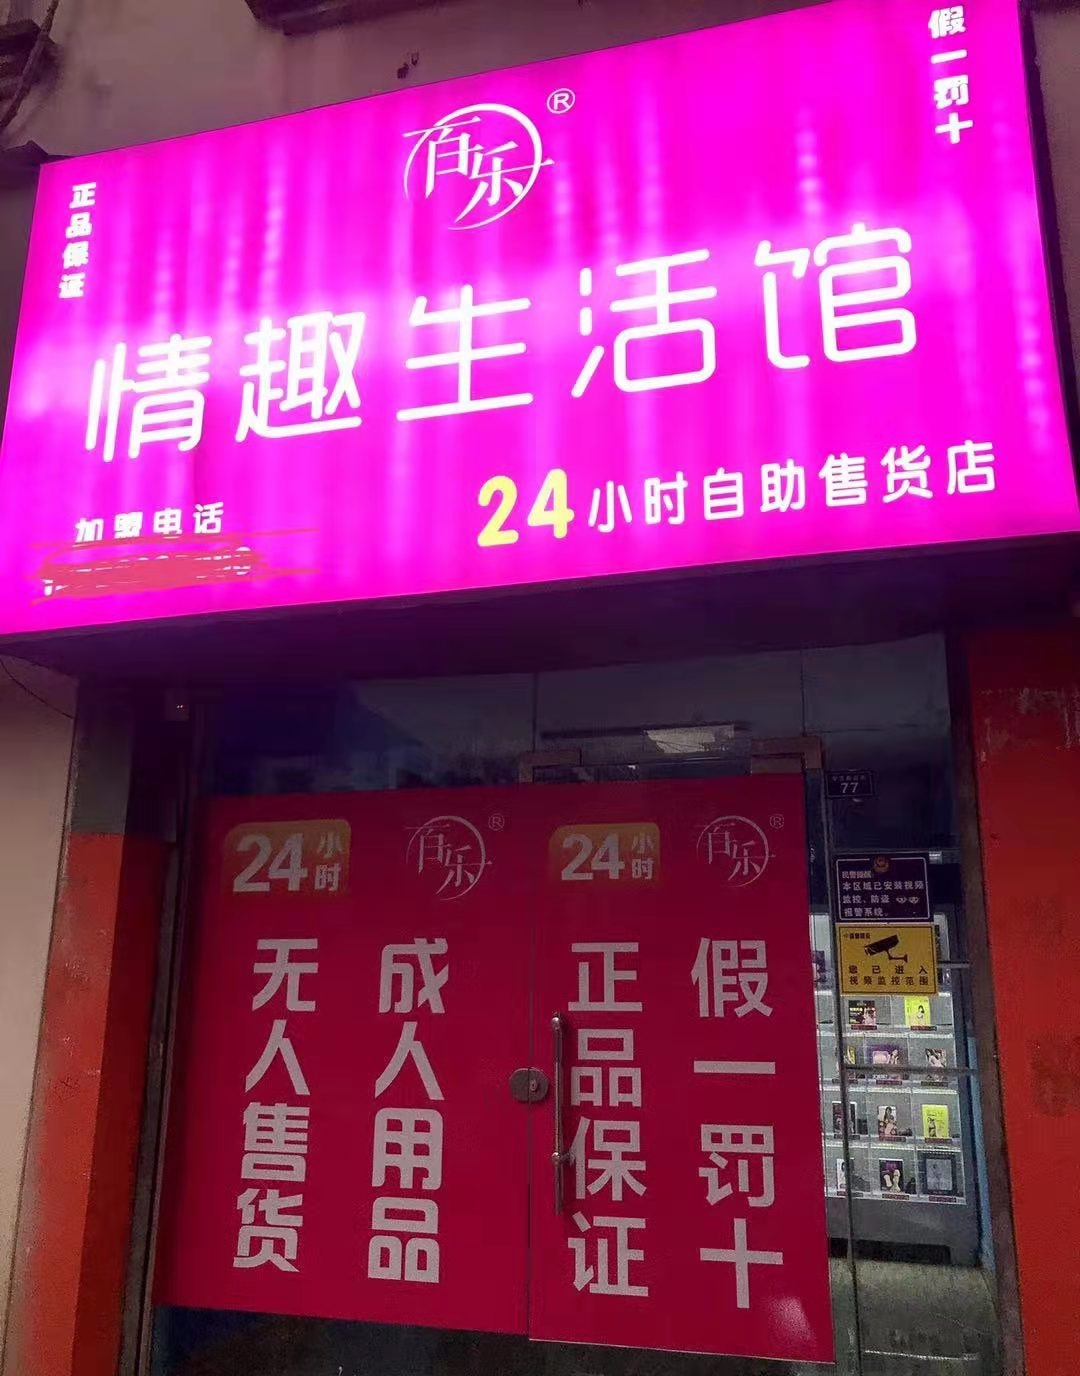 百乐®
正品保证
假一罚十
情趣生活馆
加盟电话
24小时自助售货店
24小时
百乐®
24小时
百乐®
无人售货
成人用品
正品保证
假一罚十
77
民警提醒
本区域已安装视频
监控、防盗
报警系统。
您已进入
视频监控范围